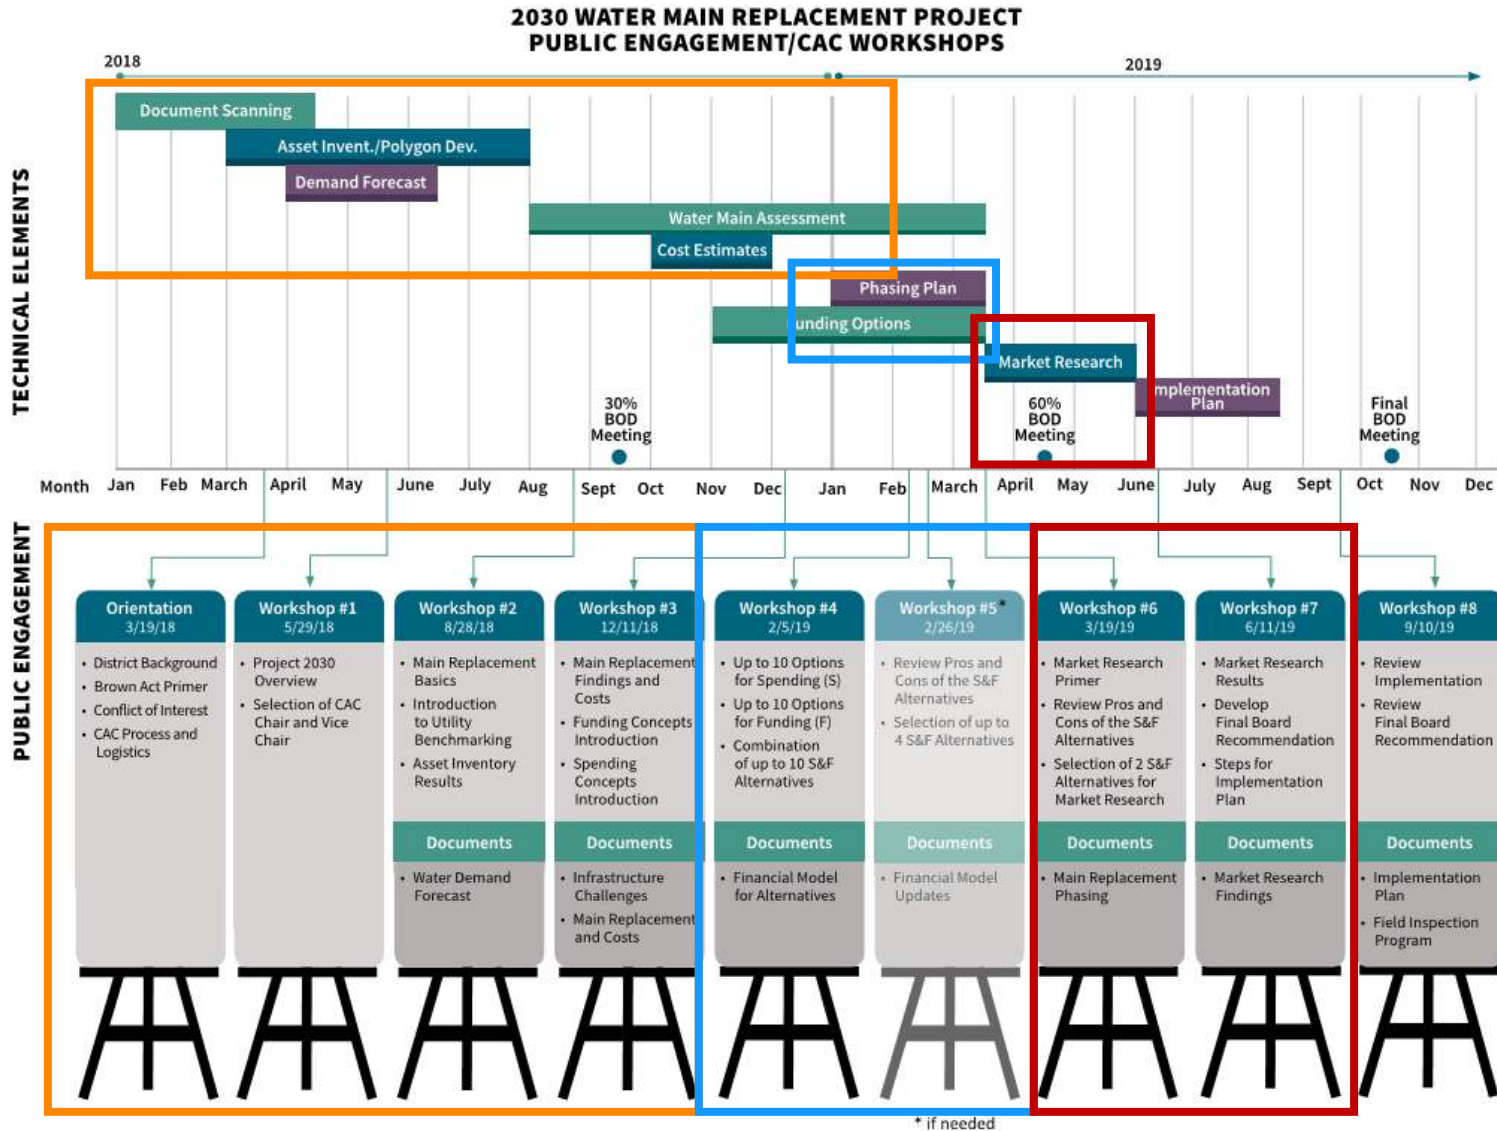 2030 WATER MAIN REPLACEMENT PROJECT
PUBLIC ENGAGEMENT/CAC WORKSHOPS
2018
2019
TECHNICAL ELEMENTS
Document Scanning
Asset Invent./Polygon Dev.
Demand Forecast
Water Main Assessment
Cost Estimates
Phasing Plan
unding Options
Market Research
mplementation
Plan
30%
BOD
Meeting
60%
BOD
Meeting
Final
BOD
Meeting
Month Jan Feb March April May June July Aug Sept Oct Nov Dec Jan Feb March April May June July Aug Sept Oct Nov Dec
PUBLIC ENGAGEMENT
Orientation
3/19/18
• District Background
• Brown Act Primer
• Conflict of Interest
• CAC Process and
Logistics
Workshop #1
5/29/18
• Project 2030
Overview
• Selection of CAC
Chair and Vice
Chair
Workshop #2
8/28/18
• Main Replacement
Basics
• Introduction
to Utility
Benchmarking
• Asset Inventory
Results
Documents
• Water Demand
Forecast
Workshop #3
12/11/18
• Main Replacement
Findings and
Costs
• Funding Concepts
Introduction
• Spending
Concepts
Introduction
Documents
• Infrastructure
Challenges
• Main Replacement
and Costs
Workshop #4
2/5/19
• Up to 10 Options
for Spending (S)
• Up to 10 Options
for Funding (F)
• Combination
of up to 10 S&F
Alternatives
Documents
• Financial Model
for Alternatives
Workshop #5*
2/26/19
• Review Pros and
Cons of the S&F
Alternatives
• Selection of up to
4 S&F Alternatives
Documents
• Financial Model
Updates
Workshop #6
3/19/19
• Market Research
Primer
• Review Pros and
Cons of the S&F
Alternatives
• Selection of 2 S&F
Alternatives for
Market Research
Documents
• Main Replacement
Phasing
Workshop #7
6/11/19
• Market Research
Results
• Develop
Final Board
Recommendation
• Steps for
Implementation
Plan
Documents
• Market Research
Findings
Workshop #8
9/10/19
• Review
Implementation
• Review
Final Board
Recommendation
Documents
• Implementation
Plan
• Field Inspection
Program
* if needed